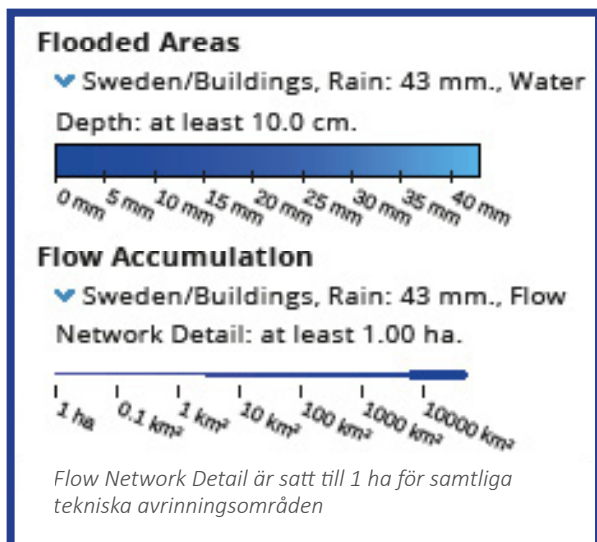 Flooded Areas
Sweden/Buildings, Rain: 43 mm., Water
Depth: at least 10.0 cm.
0 mm 5 mm 10 mm 15 mm 20 mm 25 mm 30 mm 35 mm 40 mm
Flow Accumulation
Sweden/Buildings, Rain: 43 mm., Flow
Network Detail: at least 1.00 ha.
1 ha 0.1 km² 1 km² 10 km² 100 km² 1000 km² 10000 km²
Flow Network Detail är satt till 1 ha för samtliga
tekniska avrinningsområden